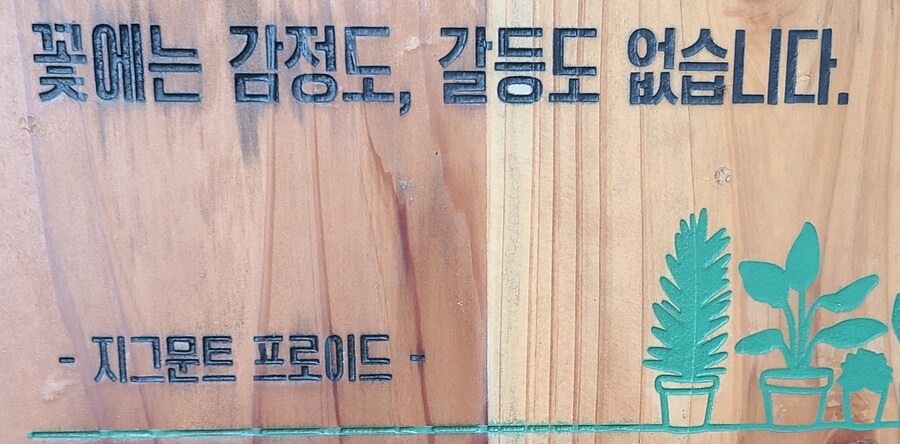 꽃에는 감정도, 갈등도 없습니다.
- 지그문트 프로이드 -